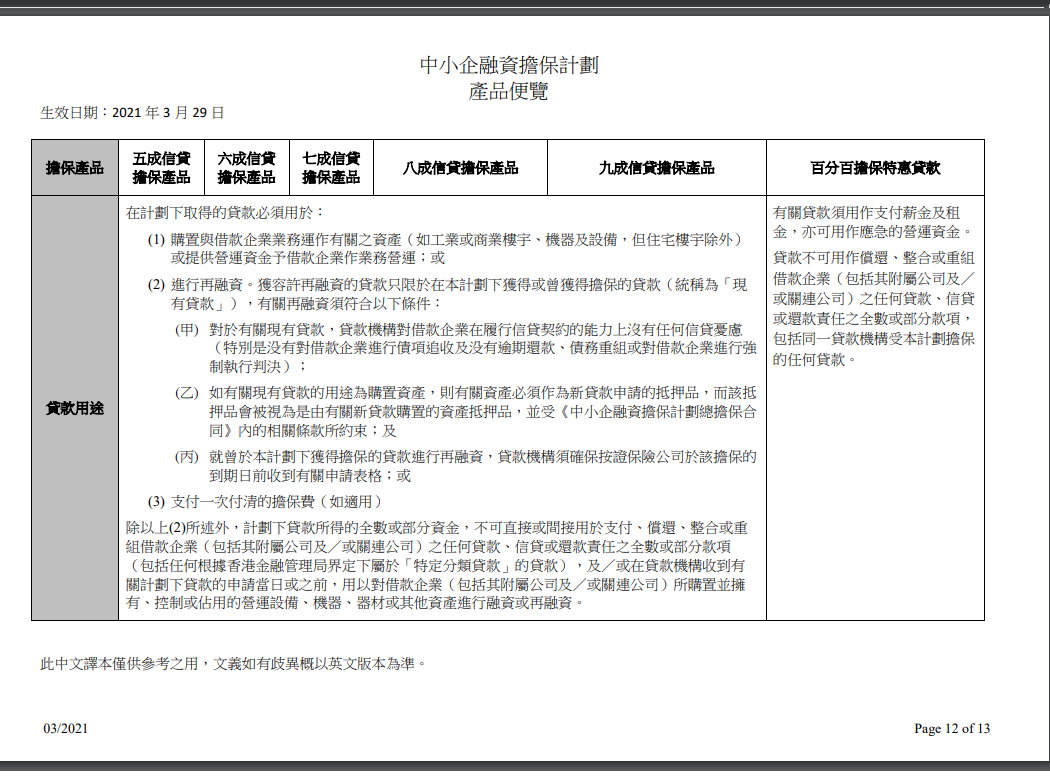 中小企融資擔保計劃
產品便覽
生效日期：2021 年 3 月 29 日
擔保產品
五成信貸
擔保產品
六成信貸
擔保產品
七成信貸
擔保產品
八成信貸擔保產品
九成信貸擔保產品
百分百擔保特惠貸款
貸款用途
在計劃下取得的貸款必須用於：
(1) 購置與借款企業業務運作有關之資產（如工業或商業樓宇、機器及設備，但住宅樓宇除外）
或提供營運資金予借款企業作業務營運；或
(2) 進行再融資。獲容許再融資的貸款只限於在本計劃下獲得或曾獲得擔保的貸款（統稱為「現
有貸款」），有關再融資須符合以下條件：
(甲) 對於有關現有貸款，貸款機構對借款企業在履行信貸契約的能力上沒有任何信貸憂慮
（特別是没有對借款企業進行債項追收及没有逾期還款、債務重組或對借款企業進行強
制執行判決）；
(乙) 如有關現有貸款的用途為購置資產，則有關資產必須作為新貸款申請的抵押品，而該抵
押品會被視為是由有關新貸款購置的資產抵押品，並受《中小企融資擔保計劃總擔保合
同》內的相關條款所約束；及
(丙) 就曾於本計劃下獲得擔保的貸款進行再融資，貸款機構須確保按證保險公司於該擔保的
到期日前收到有關申請表格；或
(3) 支付一次付清的擔保費（如適用）
除以上(2)所述外，計劃下貸款所得的全數或部分資金，不可直接或間接用於支付、償還、整合或重
組借款企業（包括其附屬公司及／或關連公司）之任何貸款、信貸或還款責任之全數或部分款項
（包括任何根據香港金融管理局界定下屬於「特定分類貸款」的貸款），及／或在貸款機構收到有
關計劃下貸款的申請當日或之前，用以對借款企業（包括其附屬公司及／或關連公司）所購置並擁
有、控制或佔用的營運設備、機器、器材或其他資產進行融資或再融資。
有關貸款須用作支付薪金及租
金，亦可用作應急的營運資金。
貸款不可用作償還、整合或重組
借款企業（包括其附屬公司及／
或關連公司）之任何貸款、信貸
或還款責任之全數或部分款項，
包括同一貸款機構受本計劃擔保
的任何貸款。
此中文譯本僅供參考之用，文義如有歧異概以英文版本為準。
03/2021
Page 12 of 13